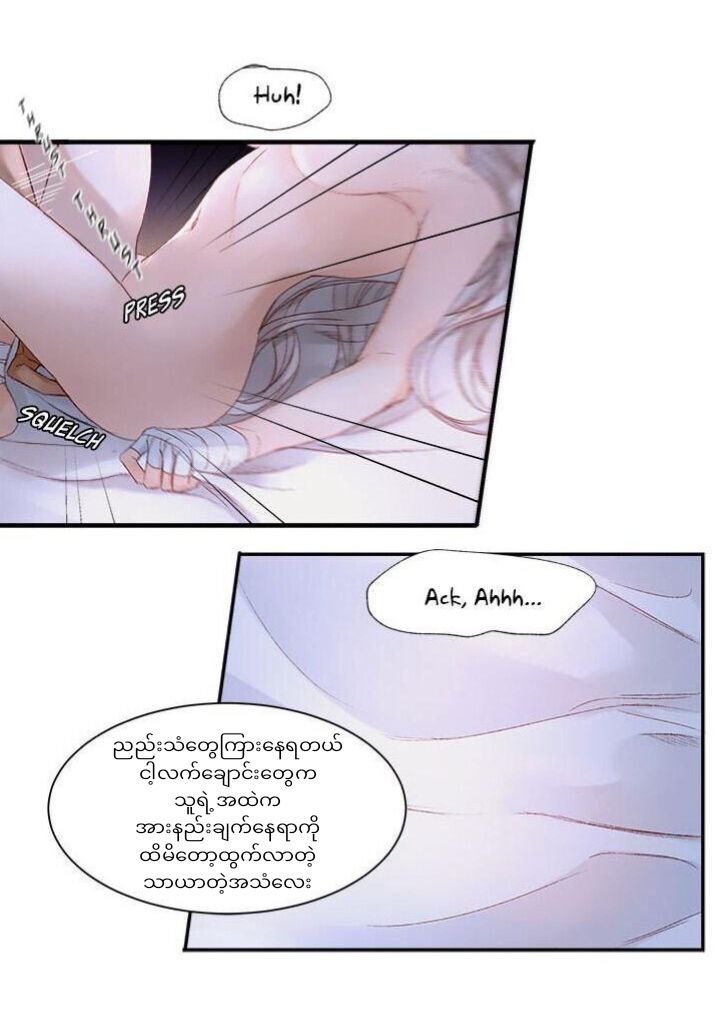 Huh!
THRUST
THRUST
PRESS
SQUELCH
Ack, Ahhh...
ညည်းသံတွေကြားနေရတယ်
ငါ့လက်ချောင်းတွေက
သူရဲ့ အထဲက
အားနည်းချက်နေရာကို
ထိမိတော့ထွက်လာတဲ့
သာယာတဲ့အသံလေး